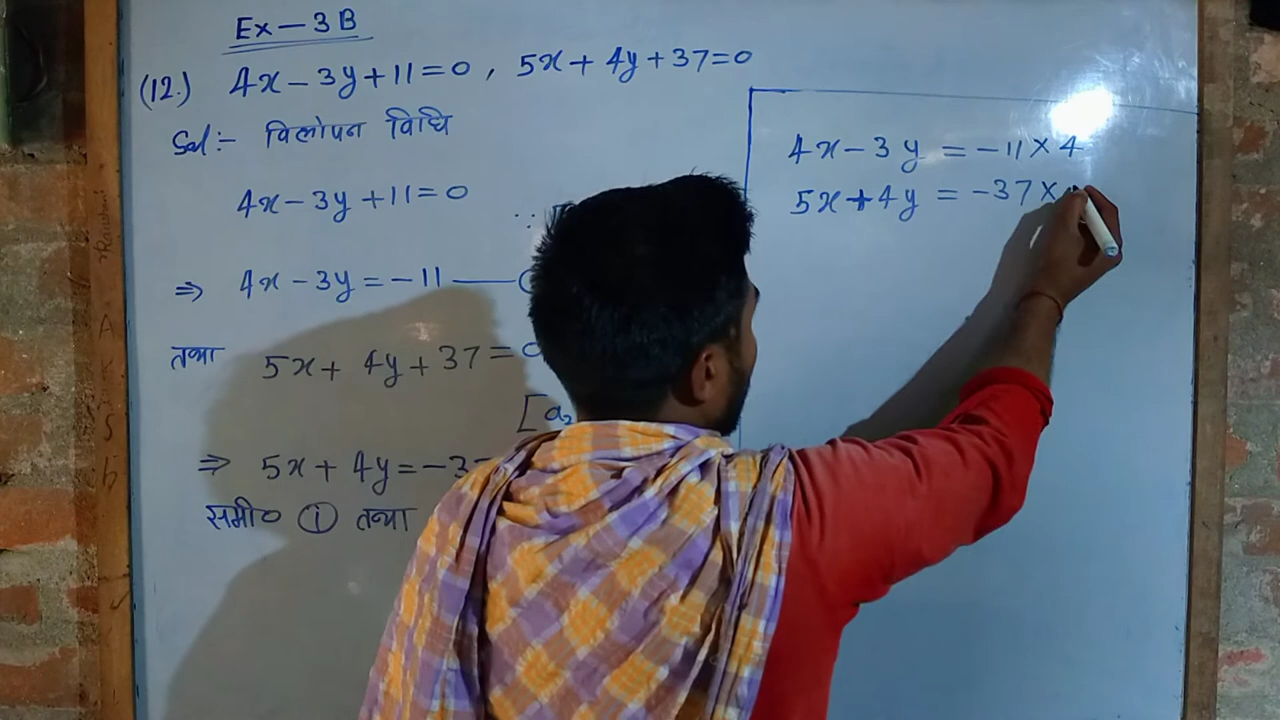 Ex - 3B
(12.) 4x - 3y + 11 = 0 , 5x + 4y + 37 = 0
Sol :- विलोपन विधि
4x - 3y + 11 = 0
⇒ 4x - 3y = - 11
तथा 5x + 4y + 37 =
[a₂
⇒ 5x + 4y = - 3
समी० (i) तथा
4x - 3y = - 11 × 4
5x + 4y = - 37 ×